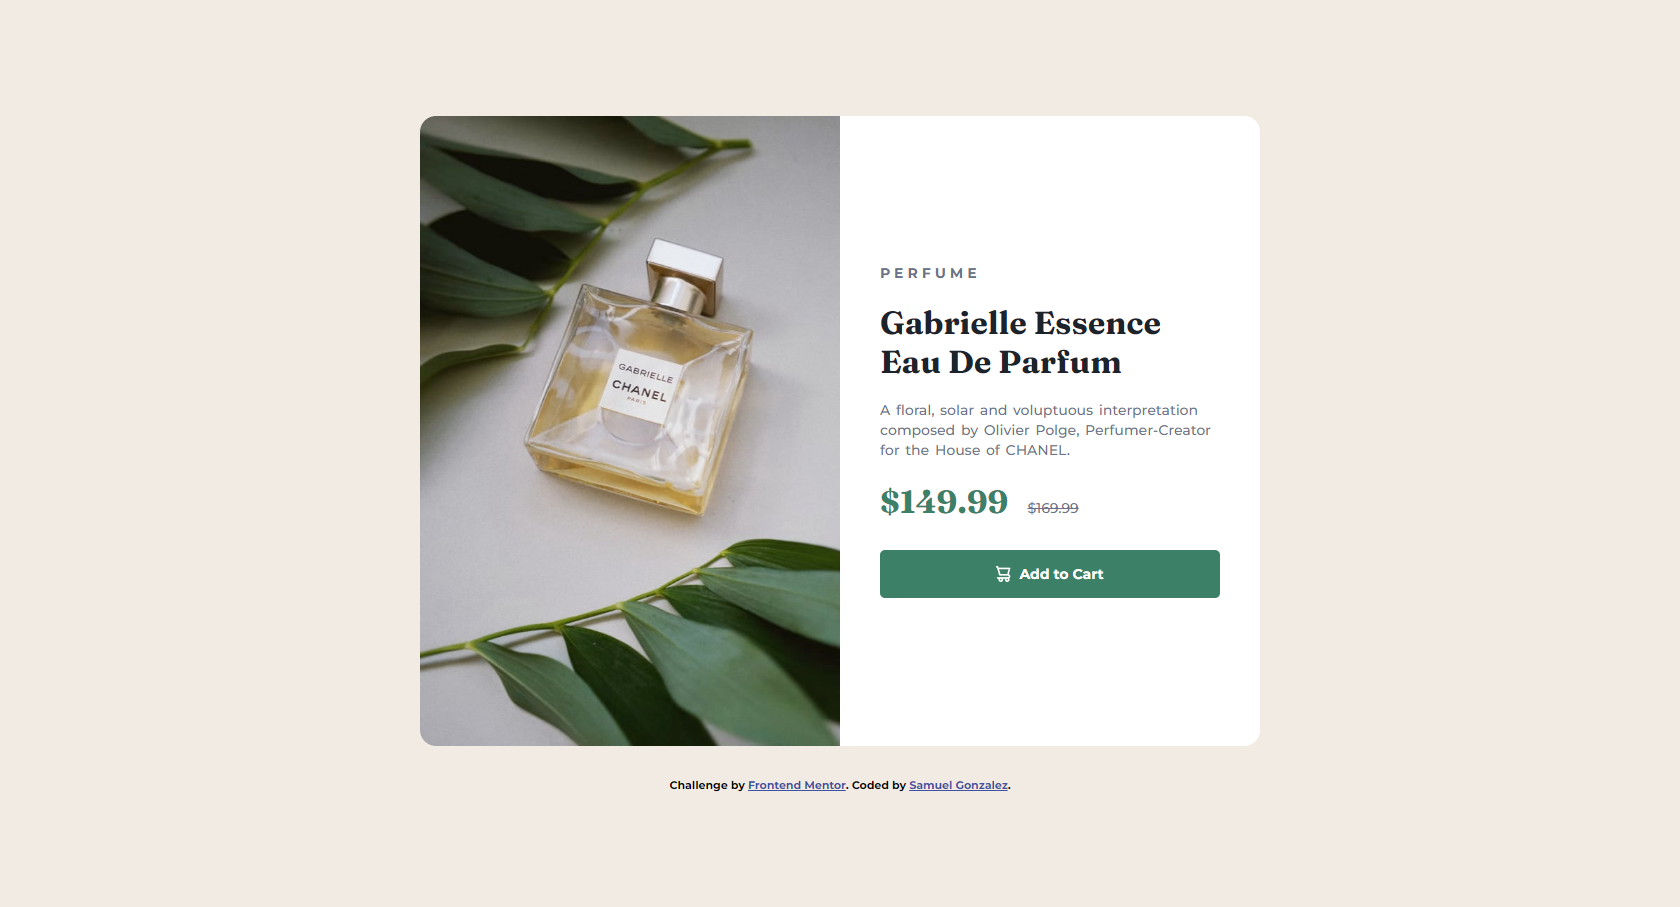 GABRIELLE
CHANEL
PARIS
PERFUME
Gabrielle Essence
Eau De Parfum
A floral, solar and voluptuous interpretation
composed by Olivier Polge, Perfumer-Creator
for the House of CHANEL.
$149.99 $169.99
Add to Cart
Challenge by Frontend Mentor. Coded by Samuel Gonzalez.